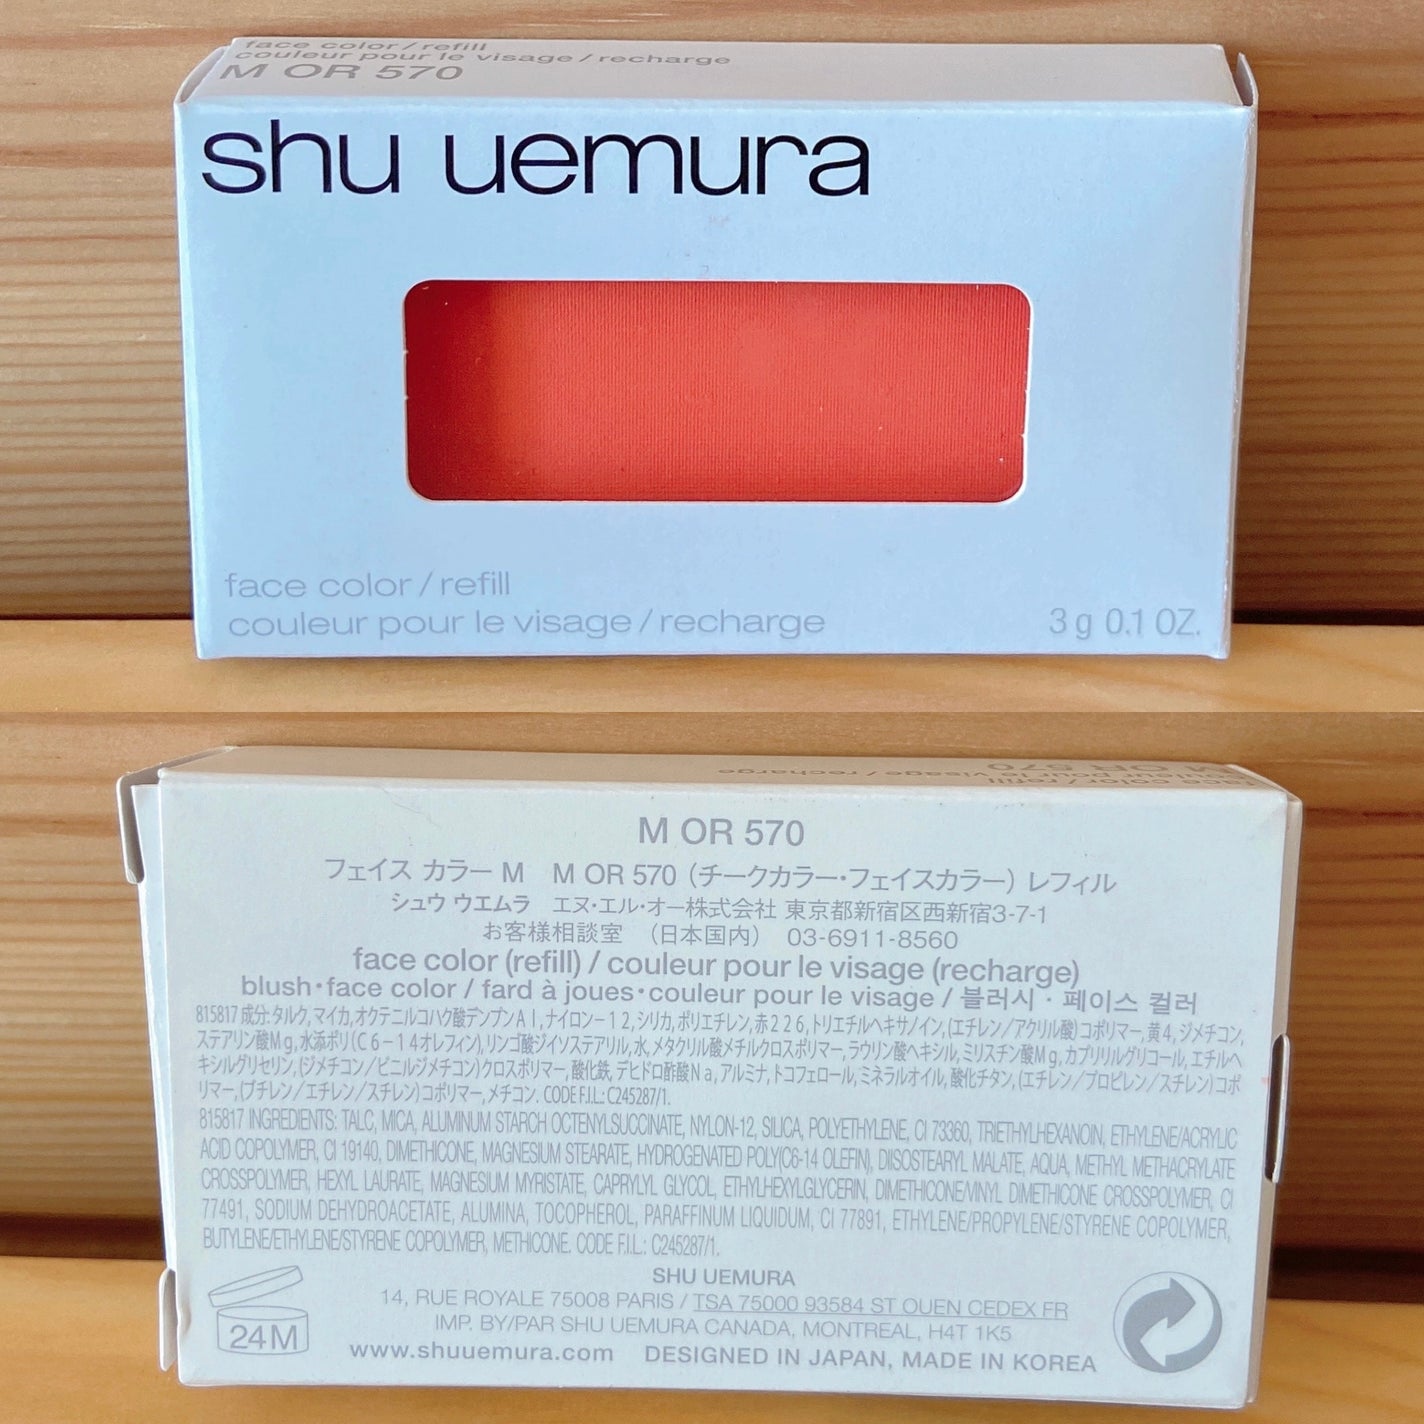 face color / refill
couleur pour le visage / recharge
M OR 570
shu uemura
face color / refill
couleur pour le visage / recharge
3 g 0.1 OZ.
face color / refill
couleur pour le visage / recharge
M OR 570
M OR 570
フェイス カラー M M OR 570 (チークカラー・フェイスカラー) レフィル
シュウ ウエムラ エヌ・エル・オー株式会社 東京都新宿区西新宿3-7-1
お客様相談室 (日本国内) 03-6911-8560
face color (refill) / couleur pour le visage (recharge)
blush・face color / fard à joues・couleur pour le visage / 블러시 · 페이스 컬러
815817 成分: タルク, マイカ, オクテニルコハク酸デンプンAl, ナイロン－12, シリカ, ポリエチレン, 赤226, トリエチルヘキサノイン, (エチレン／アクリル酸)コポリマー, 黄4, ジメチコン,
ステアリン酸Mg, 水添ポリ(C6－14オレフィン), リンゴ酸ジイソステアリル, 水, メタクリル酸メチルクロスポリマー, ラウリン酸ヘキシル, ミリスチン酸Mg, カプリリルグリコール, エチルヘ
キシルグリセリン, (ジメチコン／ビニルジメチコン)クロスポリマー, 酸化鉄, デヒドロ酢酸Na, アルミナ, トコフェロール, ミネラルオイル, 酸化チタン, (エチレン／プロピレン／スチレン)コポ
リマー, (ブチレン／エチレン／スチレン)コポリマー, メチコン. CODE F.I.L.: C245287/1.
815817 INGREDIENTS: TALC, MICA, ALUMINUM STARCH OCTENYLSUCCINATE, NYLON-12, SILICA, POLYETHYLENE, CI 73360, TRIETHYLHEXANOIN, ETHYLENE/ACRYLIC
ACID COPOLYMER, CI 19140, DIMETHICONE, MAGNESIUM STEARATE, HYDROGENATED POLY(C6-14 OLEFIN), DIISOSTEARYL MALATE, AQUA, METHYL METHACRYLATE
CROSSPOLYMER, HEXYL LAURATE, MAGNESIUM MYRISTATE, CAPRYLYL GLYCOL, ETHYLHEXYLGLYCERIN, DIMETHICONE/VINYL DIMETHICONE CROSSPOLYMER, CI
77491, SODIUM DEHYDROACETATE, ALUMINA, TOCOPHEROL, PARAFFINUM LIQUIDUM, CI 77891, ETHYLENE/PROPYLENE/STYRENE COPOLYMER,
BUTYLENE/ETHYLENE/STYRENE COPOLYMER, METHICONE. CODE F.I.L.: C245287/1.
SHU UEMURA
14, RUE ROYALE 75008 PARIS / TSA 75000 93584 ST OUEN CEDEX FR
IMP. BY/PAR SHU UEMURA CANADA, MONTREAL, H4T 1K5
www.shuuemura.com DESIGNED IN JAPAN, MADE IN KOREA
24M